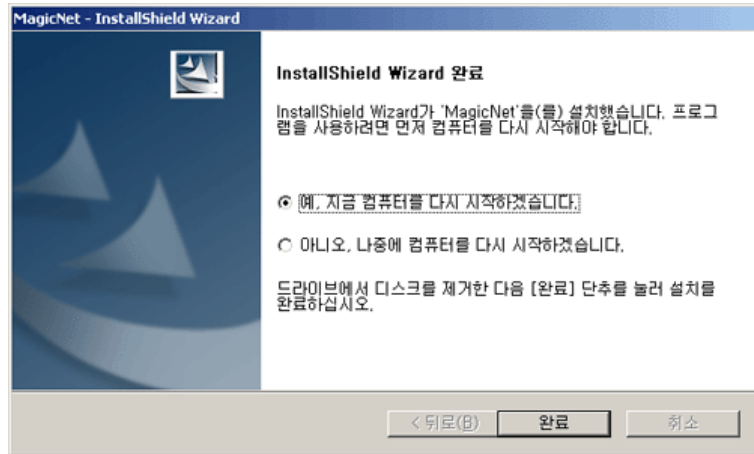 MagicNet - InstallShield Wizard
InstallShield Wizard 완료
InstallShield Wizard가 'MagicNet'을(를) 설치했습니다. 프로그
램을 사용하려면 먼저 컴퓨터를 다시 시작해야 합니다.
예, 지금 컴퓨터를 다시 시작하겠습니다.
아니오, 나중에 컴퓨터를 다시 시작하겠습니다.
드라이브에서 디스크를 제거한 다음 [완료] 단추를 눌러 설치를
완료하십시오.
< 뒤로(B) 완료 취소